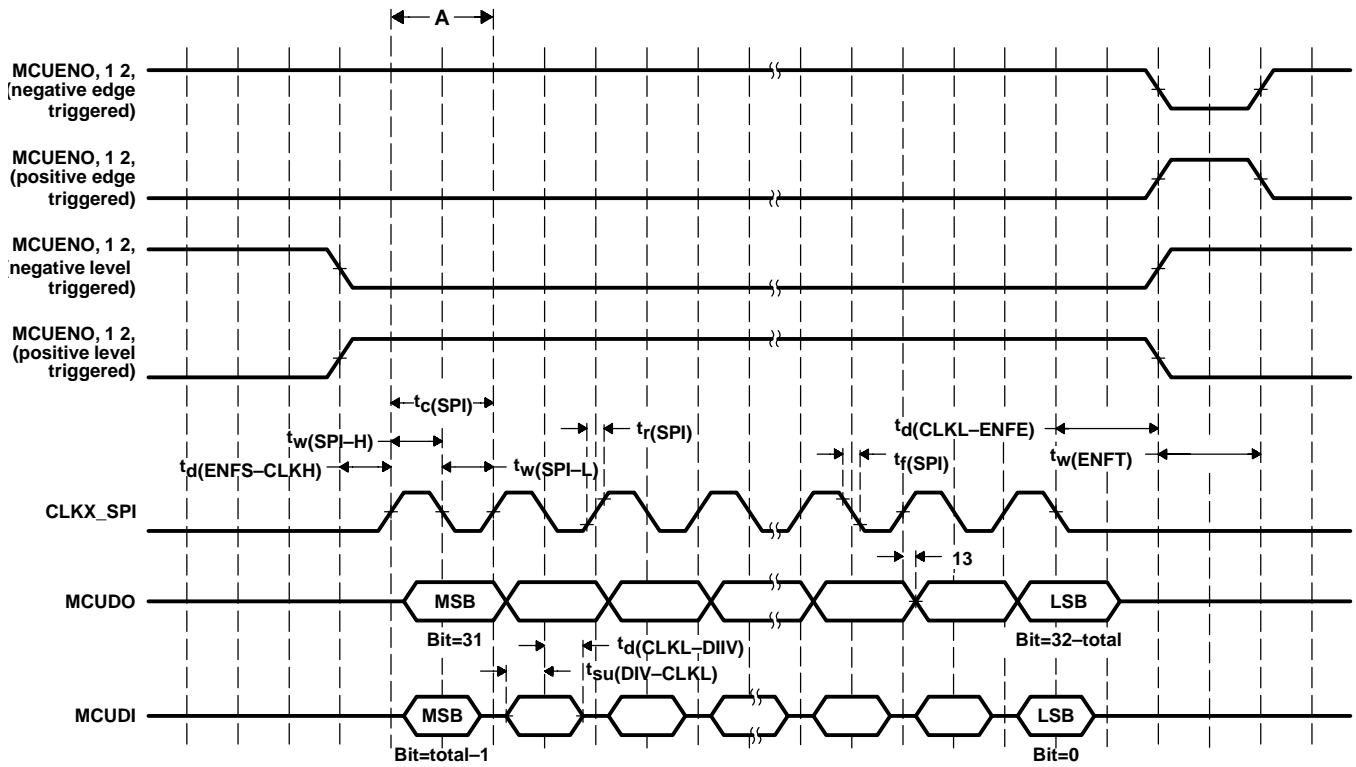 A
MCUENO, 1 2,
(negative edge
triggered)
MCUENO, 1 2,
(positive edge
triggered)
MCUENO, 1 2,
(negative level
triggered)
MCUENO, 1 2,
(positive level
triggered)
tc(SPI)
tw(SPI–H)
tr(SPI)
td(CLKL–ENFE)
td(ENFS–CLKH)
tw(SPI–L)
tf(SPI)
tw(ENFT)
CLKX_SPI
13
MCUDO
MSB
LSB
Bit=31
Bit=32–total
td(CLKL–DIIV)
tsu(DIV–CLKL)
MCUDI
MSB
LSB
Bit=total–1
Bit=0